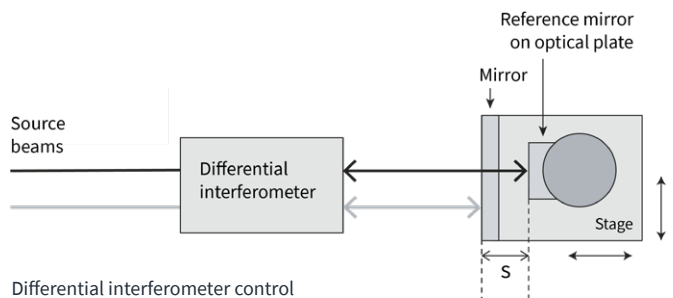 Reference mirror
on optical plate
Mirror
Source
beams
Differential
interferometer
Stage
S
Differential interferometer control